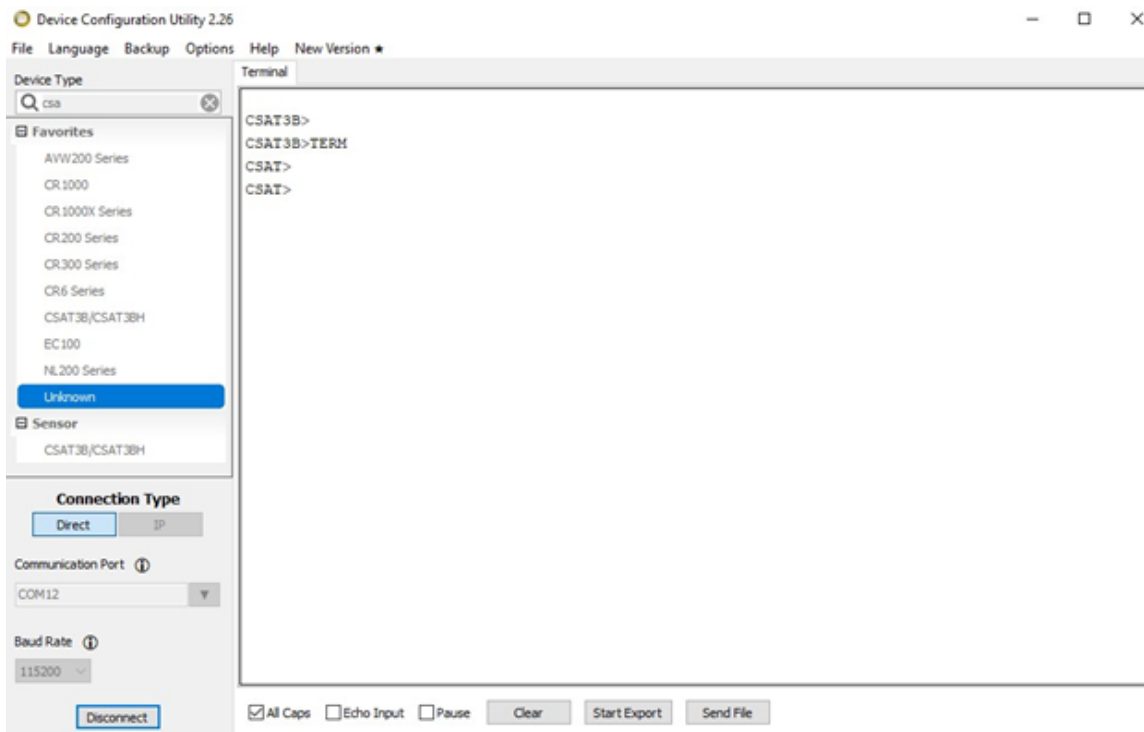 Device Configuration Utility 2.26
File Language Backup Options Help New Version ★
Device Type
csa
Favorites
AVW200 Series
CR1000
CR1000X Series
CR200 Series
CR300 Series
CR6 Series
CSAT3B/CSAT3BH
EC100
NL200 Series
Unknown
Sensor
CSAT3B/CSAT3BH
Connection Type
Direct IP
Communication Port
COM12
Baud Rate
115200
Disconnect
Terminal
CSAT3B>
CSAT3B>TERM
CSAT>
CSAT>
All Caps Echo Input Pause Clear Start Export Send File